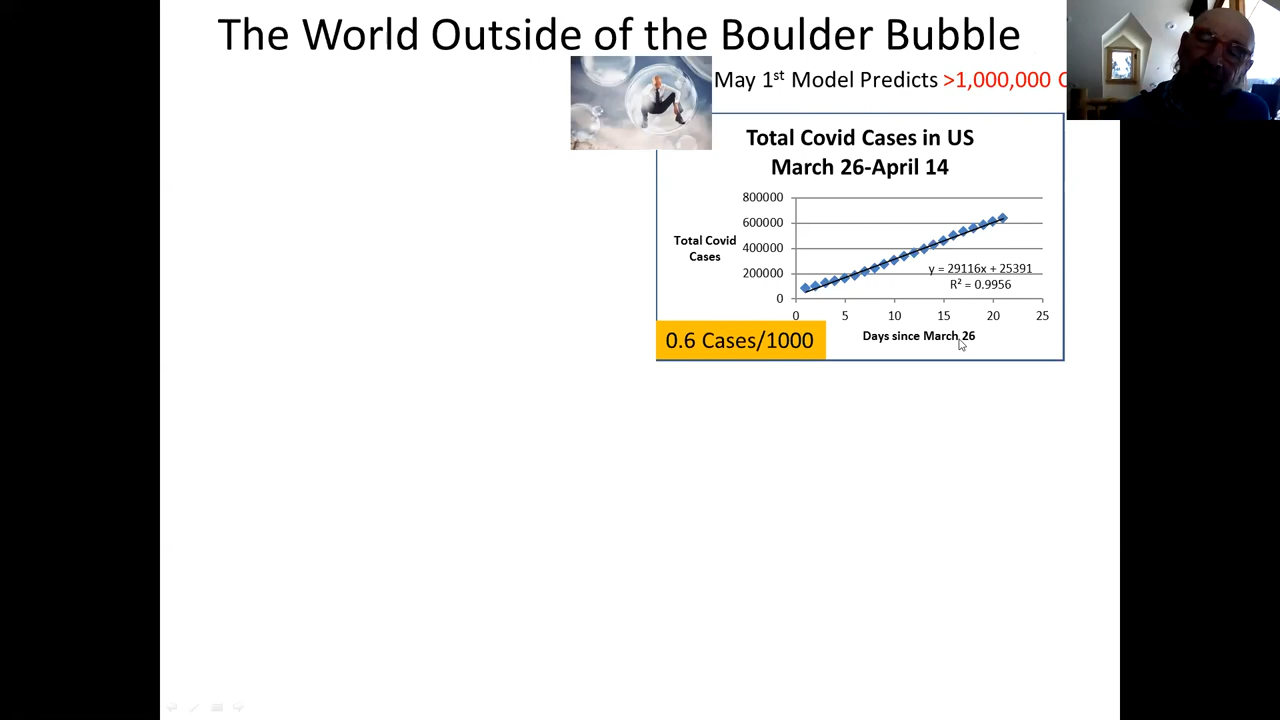 The World Outside of the Boulder Bubble
May 1st Model Predicts >1,000,000
Total Covid Cases in US
March 26-April 14
800000
600000
400000
200000
0
Total Covid
Cases
y = 29116x + 25391
R² = 0.9956
0 5 10 15 20 25
Days since March 26
0.6 Cases/1000